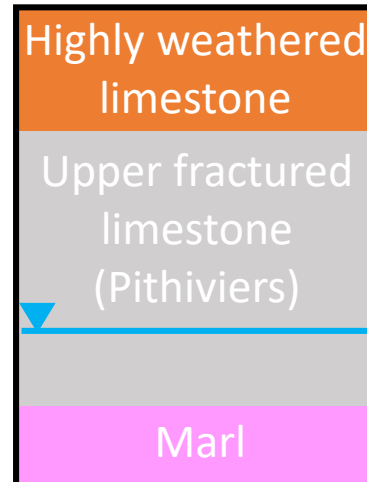 Highly weathered
limestone
Upper fractured
limestone
(Pithiviers)
Marl